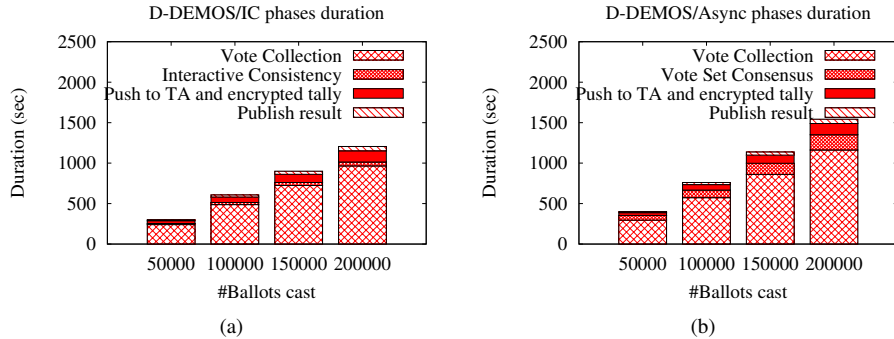 D-DEMOS/IC phases duration
2500
2000
1500
1000
500
0
Duration (sec)
Vote Collection
Interactive Consistency
Push to TA and encrypted tally
Publish result
50000 100000 150000 200000
#Ballots cast
(a)
D-DEMOS/Async phases duration
2500
2000
1500
1000
500
0
Duration (sec)
Vote Collection
Vote Set Consensus
Push to TA and encrypted tally
Publish result
50000 100000 150000 200000
#Ballots cast
(b)